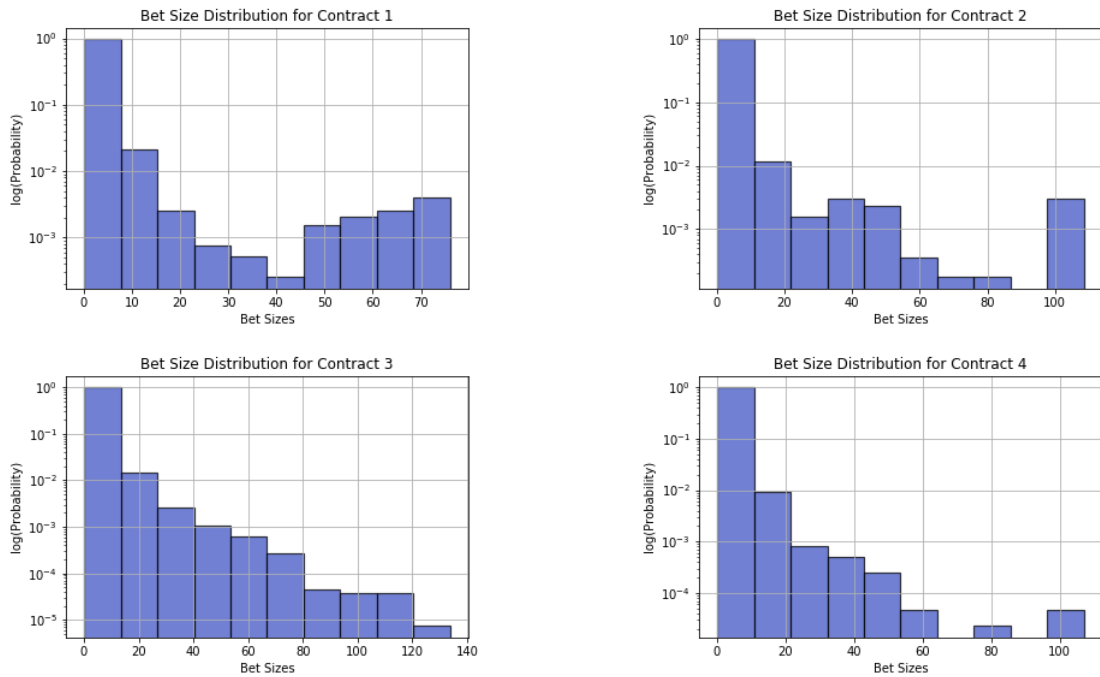 Bet Size Distribution for Contract 1
10⁰
10⁻¹
10⁻²
10⁻³
log(Probability)
0 10 20 30 40 50 60 70
Bet Sizes
Bet Size Distribution for Contract 2
10⁰
10⁻¹
10⁻²
10⁻³
log(Probability)
0 20 40 60 80 100
Bet Sizes
Bet Size Distribution for Contract 3
10⁰
10⁻¹
10⁻²
10⁻³
10⁻⁴
10⁻⁵
log(Probability)
0 20 40 60 80 100 120 140
Bet Sizes
Bet Size Distribution for Contract 4
10⁰
10⁻¹
10⁻²
10⁻³
10⁻⁴
log(Probability)
0 20 40 60 80 100
Bet Sizes